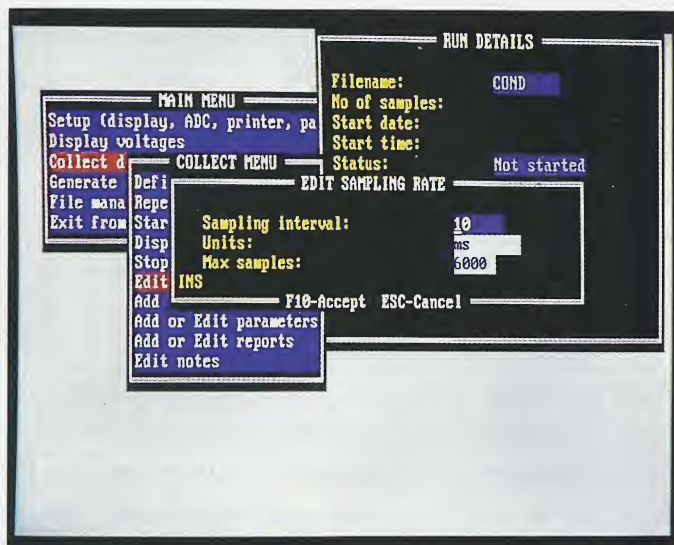 RUN DETAILS
Filename: COND
No of samples:
Start date:
Start time:
Status: Not started
MAIN MENU
Setup (display, ADC, printer, pa
Display voltages
Collect d
Generate
File mana
Exit from
COLLECT MENU
Defi
Repe
Star
Disp
Stop
Edit
Add
Add or Edit parameters
Add or Edit reports
Edit notes
EDIT SAMPLING RATE
Sampling interval: 10
Units: ms
Max samples: 6000
INS
F10-Accept ESC-Cancel